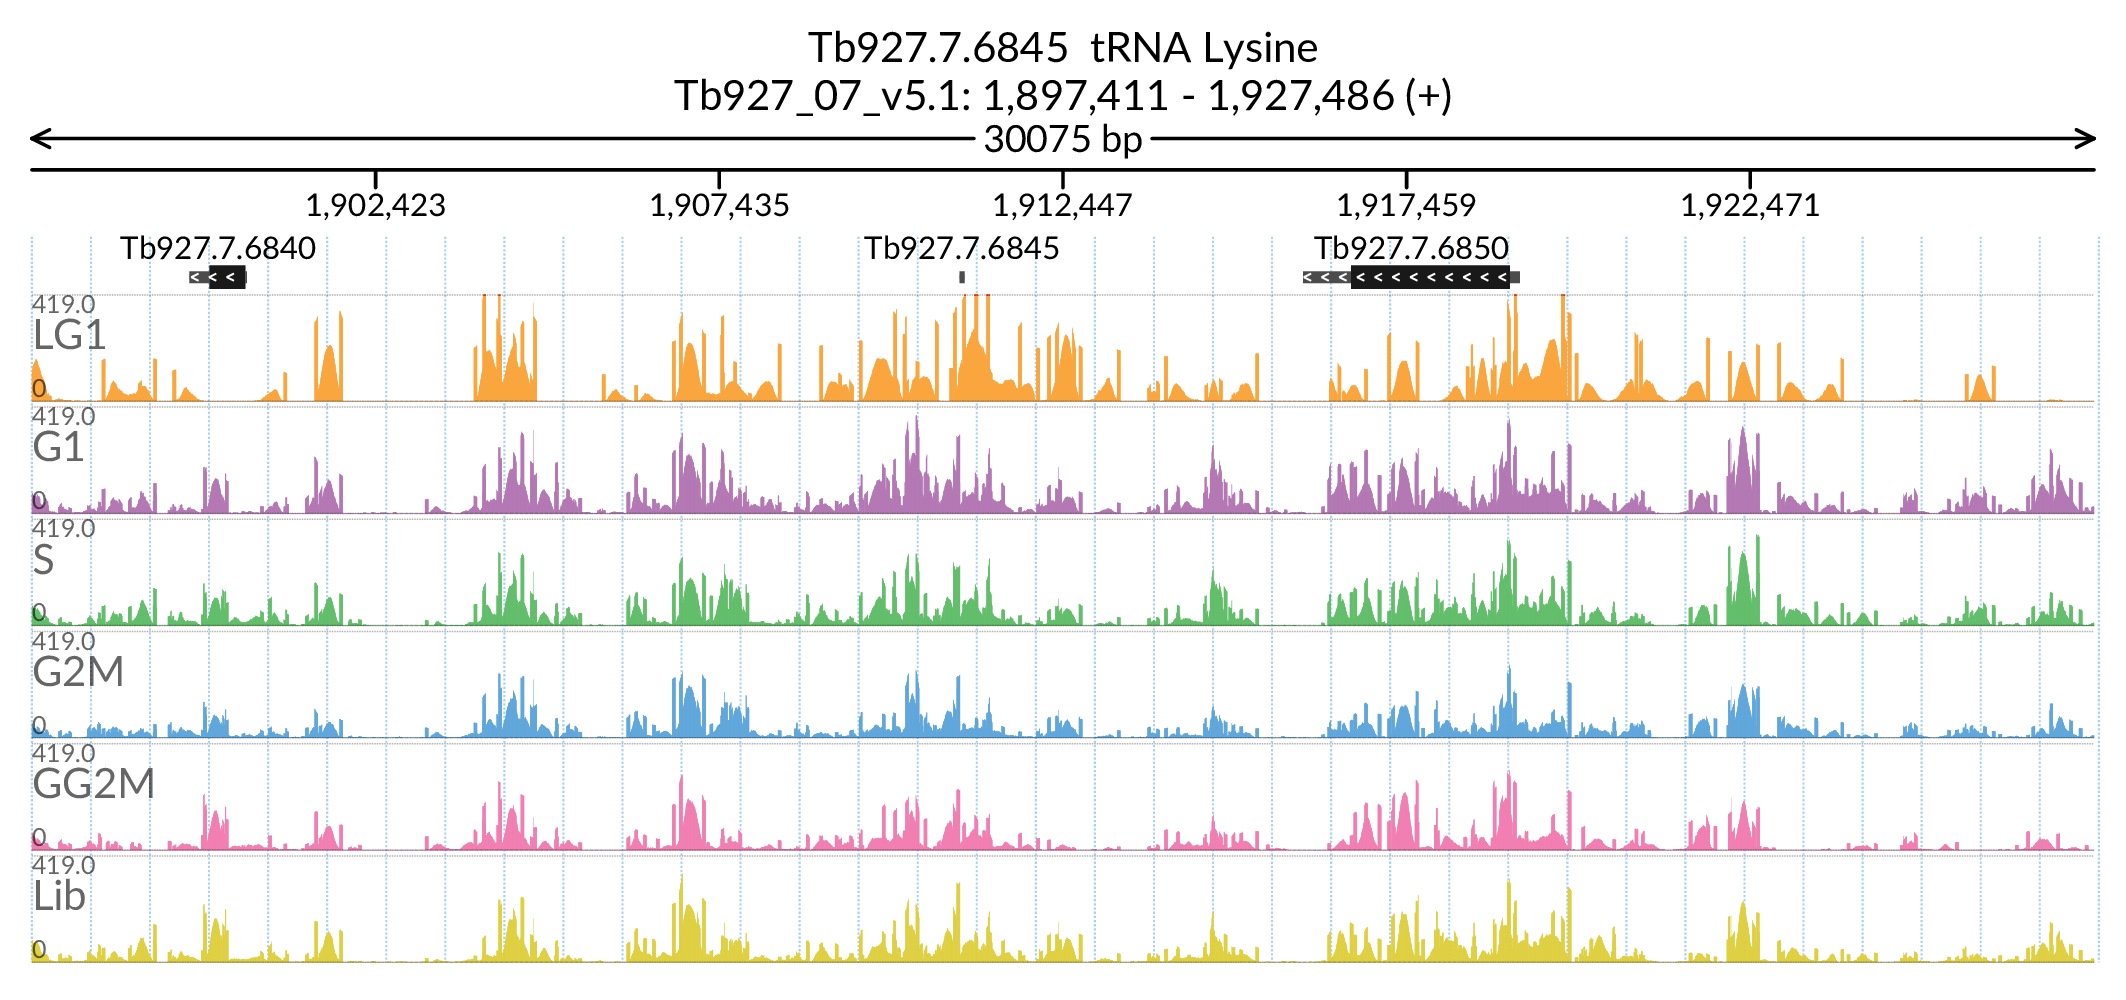 Tb927.7.6845 tRNA Lysine
Tb927_07_v5.1: 1,897,411 - 1,927,486 (+)
30075 bp
1,902,423 1,907,435 1,912,447 1,917,459 1,922,471
Tb927.7.6840 Tb927.7.6845 Tb927.7.6850
419.0
LG1
0
419.0
G1
0
419.0
S
0
419.0
G2M
0
419.0
GG2M
0
419.0
Lib
0